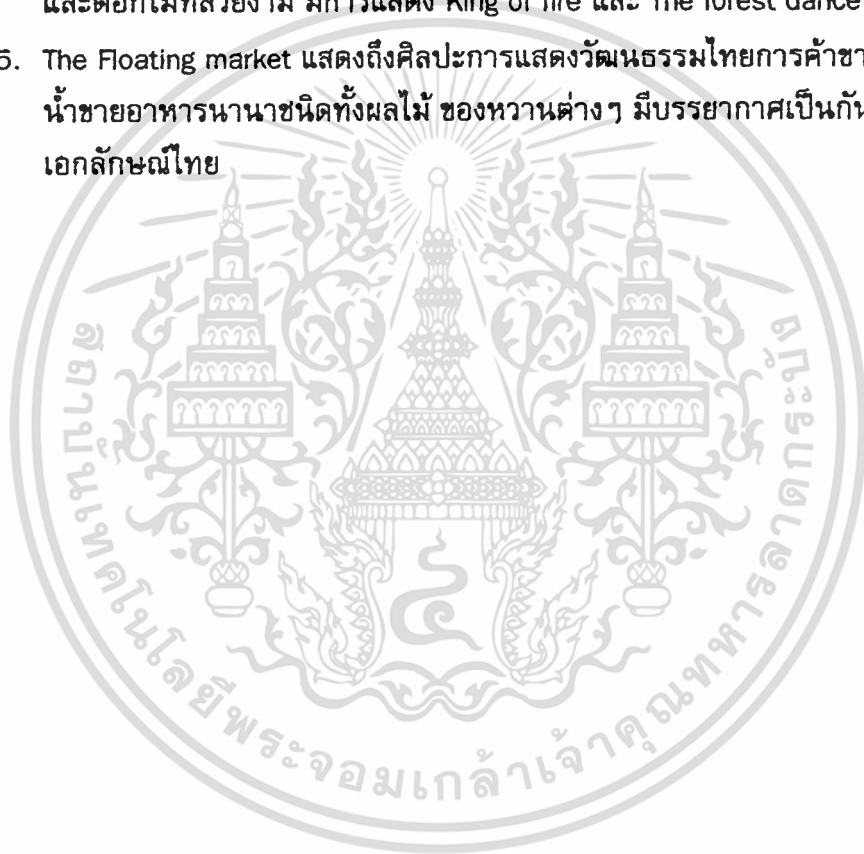 และดอกไม้ที่สวยงาม มีการแสดง King of fire และ The forest dance
5. The Floating market แสดงถึงศิลปะการแสดงวัฒนธรรมไทยการค้าขา
น้ำขายอาหารนานาชนิดทั้งผลไม้ ของหวานต่างๆ มีบรรยากาศเป็นกัน
เอกลักษณ์ไทย
สถาบันเทคโนโลยีพระจอมเกล้าเจ้าคุณทหารลาดกระบัง
๔